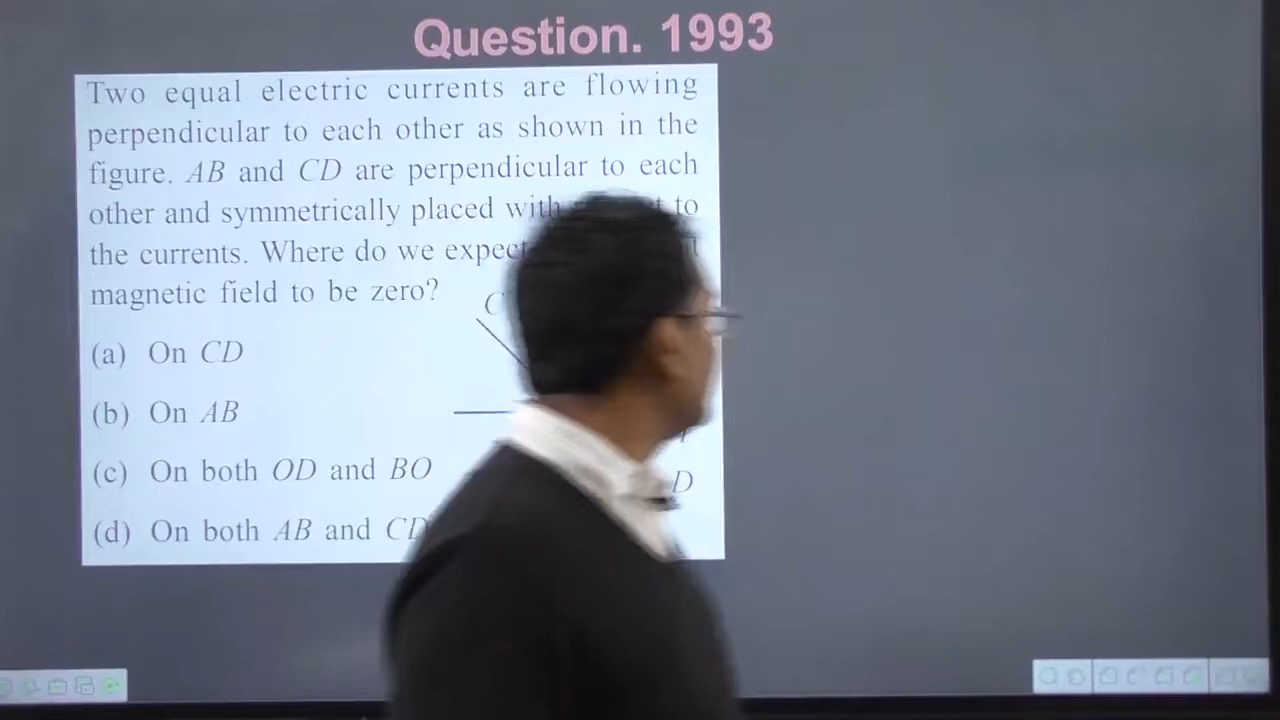 Question. 1993
Two equal electric currents are flowing
perpendicular to each other as shown in the
figure. AB and CD are perpendicular to each
other and symmetrically placed with to
the currents. Where do we expect
magnetic field to be zero?
C
(a) On CD
(b) On AB
(c) On both OD and BO
D
(d) On both AB and CD